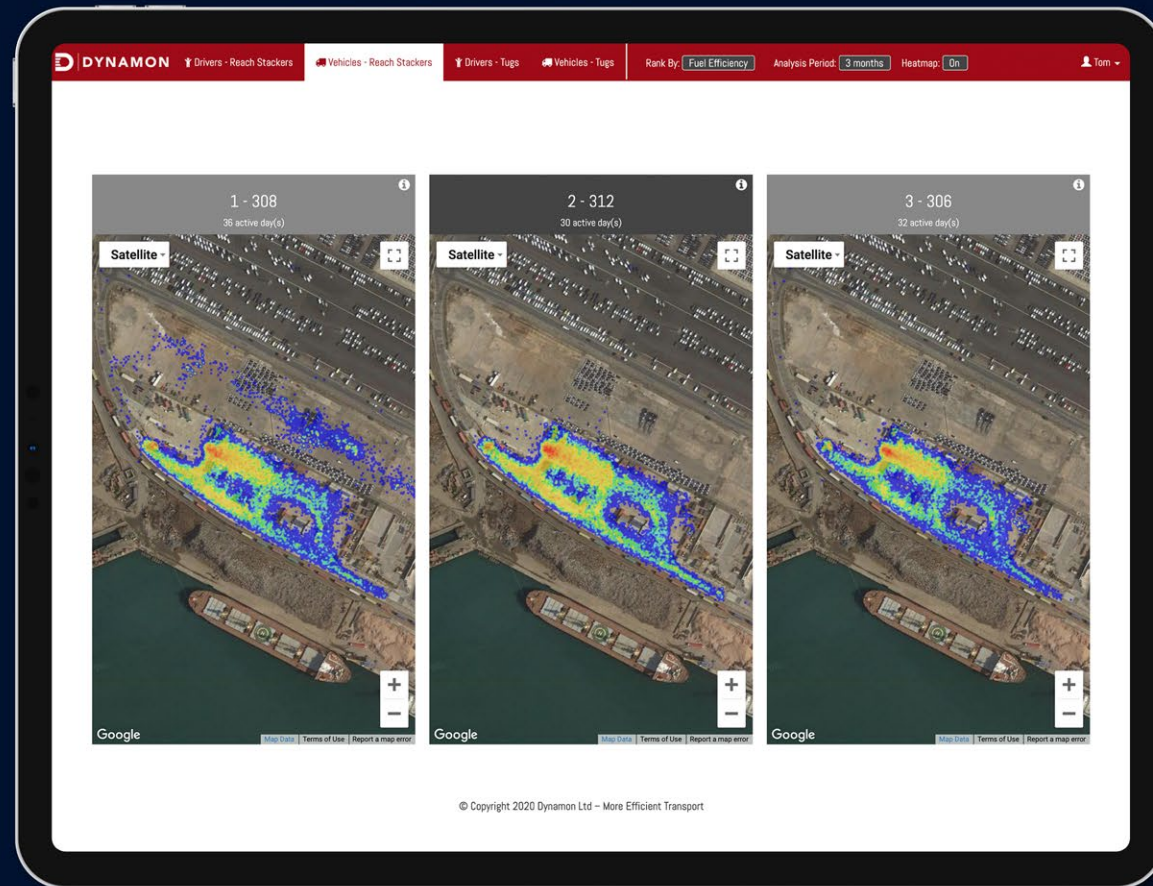 DYNAMON Drivers - Reach Stackers Vehicles - Reach Stackers Drivers - Tugs Vehicles - Tugs Rank By: Fuel Efficiency Analysis Period: 3 months Heatmap: On Tom
1 - 308
36 active day(s)
Satellite
Google
Map Data Terms of Use Report a map error
2 - 312
30 active day(s)
Satellite
Google
Map Data Terms of Use Report a map error
3 - 306
32 active day(s)
Satellite
Google
Map Data Terms of Use Report a map error
© Copyright 2020 Dynamon Ltd – More Efficient Transport